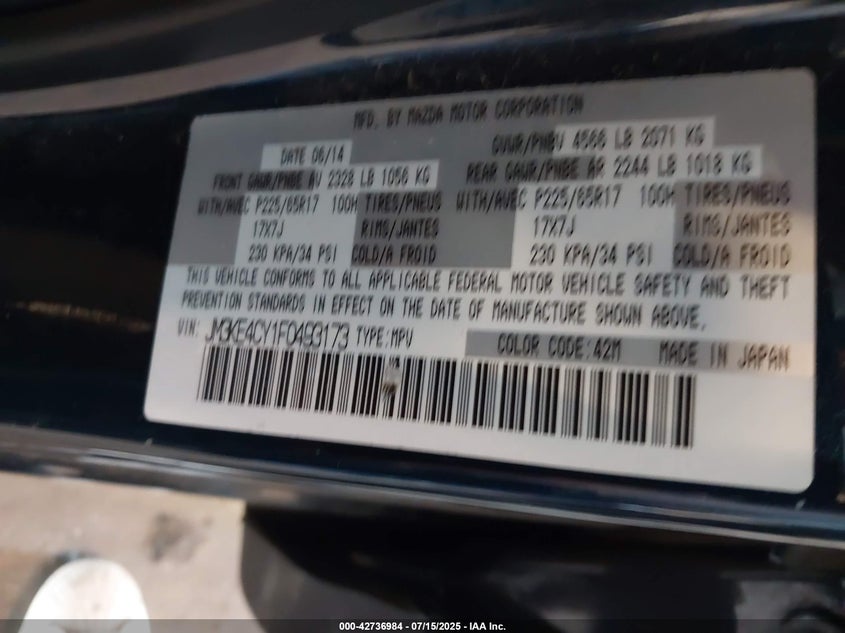 MFD. BY MAZDA MOTOR CORPORATION
DATE 06/14 GVWR/PNBV 4566 LB 2071 KG
FRONT GAWR/PNBE AV 2328 LB 1056 KG REAR GAWR/PNBE AR 2244 LB 1018 KG
WITH/AVEC P225/65R17 100H TIRES/PNEUS WITH/AVEC P225/65R17 100H TIRES/PNEUS
17X7J RIMS/JANTES 17X7J RIMS/JANTES
230 KPA/34 PSI COLD/A FROID 230 KPA/34 PSI COLD/A FROID
THIS VEHICLE CONFORMS TO ALL APPLICABLE FEDERAL MOTOR VEHICLE SAFETY AND THEFT
PREVENTION STANDARDS IN EFFECT ON THE DATE OF MANUFACTURE SHOWN ABOVE.
VIN: JM3KE4CY1F0493173 TYPE:MPV COLOR CODE:42M MADE IN JAPAN
000-42736984 - 07/15/2025 - IAA Inc.